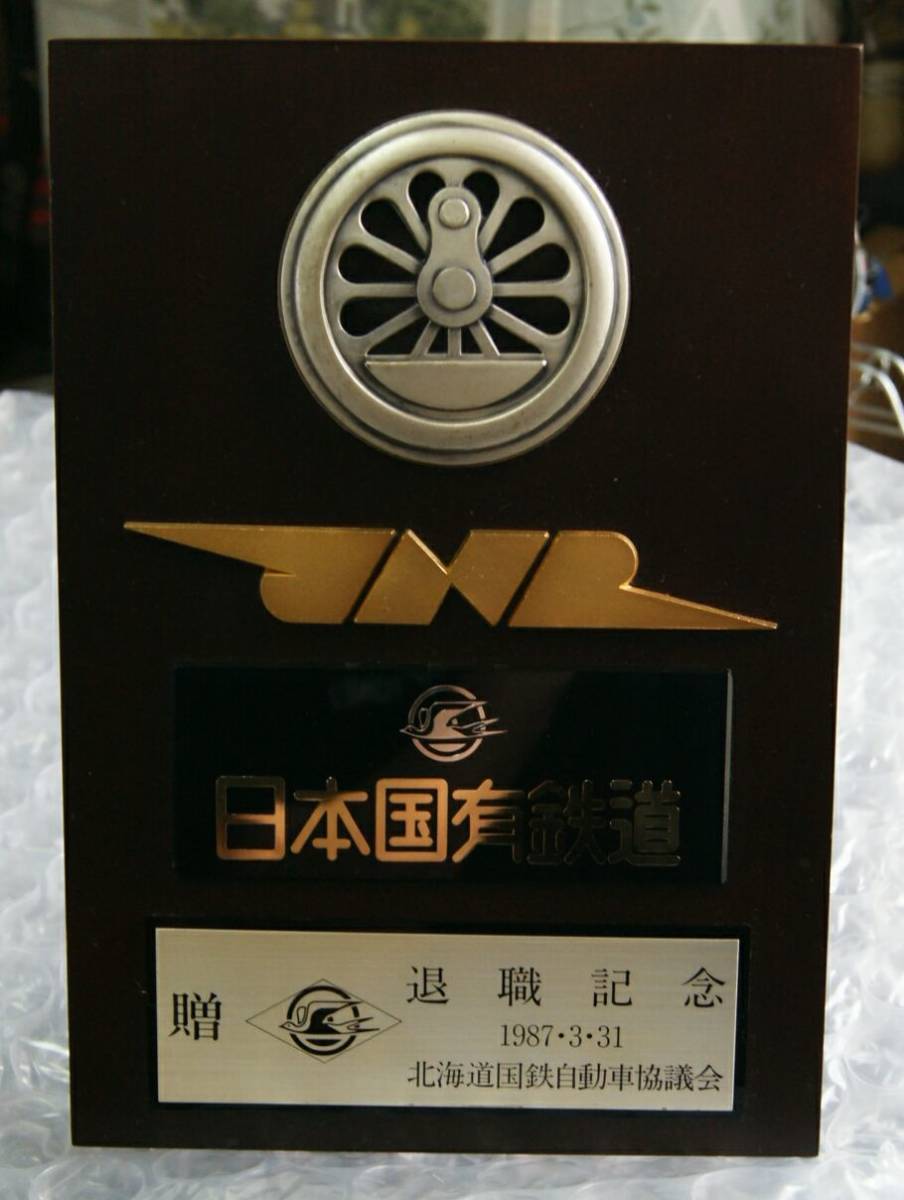 JNR
日本国有鉄道
贈
退職記念
1987・3・31
北海道国鉄自動車協議会